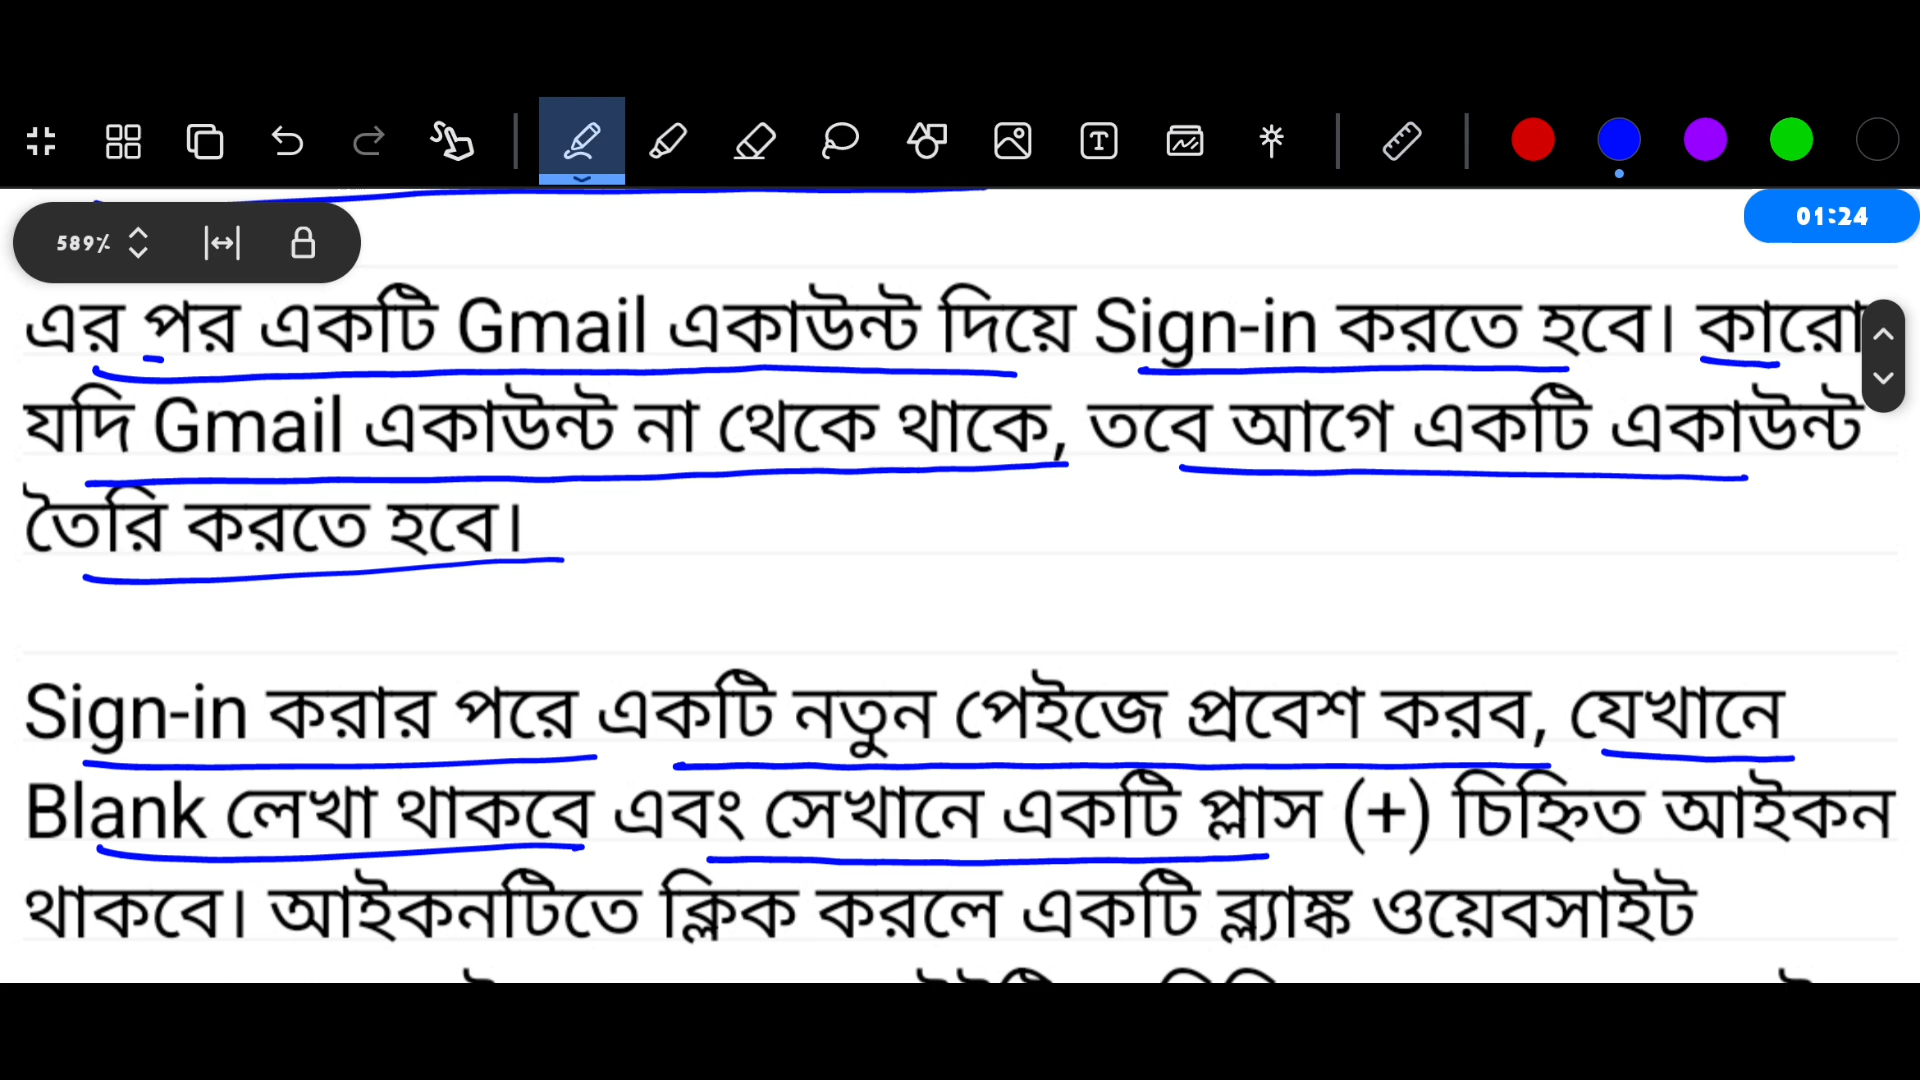 589%
01:24
এর পর একটি Gmail একাউন্ট দিয়ে Sign-in করতে হবে। কারো
যদি Gmail একাউন্ট না থেকে থাকে, তবে আগে একটি একাউন্ট
তৈরি করতে হবে।
Sign-in করার পরে একটি নতুন পেইজে প্রবেশ করব, যেখানে
Blank লেখা থাকবে এবং সেখানে একটি প্লাস (+) চিহ্নিত আইকন
থাকবে। আইকনটিতে ক্লিক করলে একটি ব্ল্যাঙ্ক ওয়েবসাইট